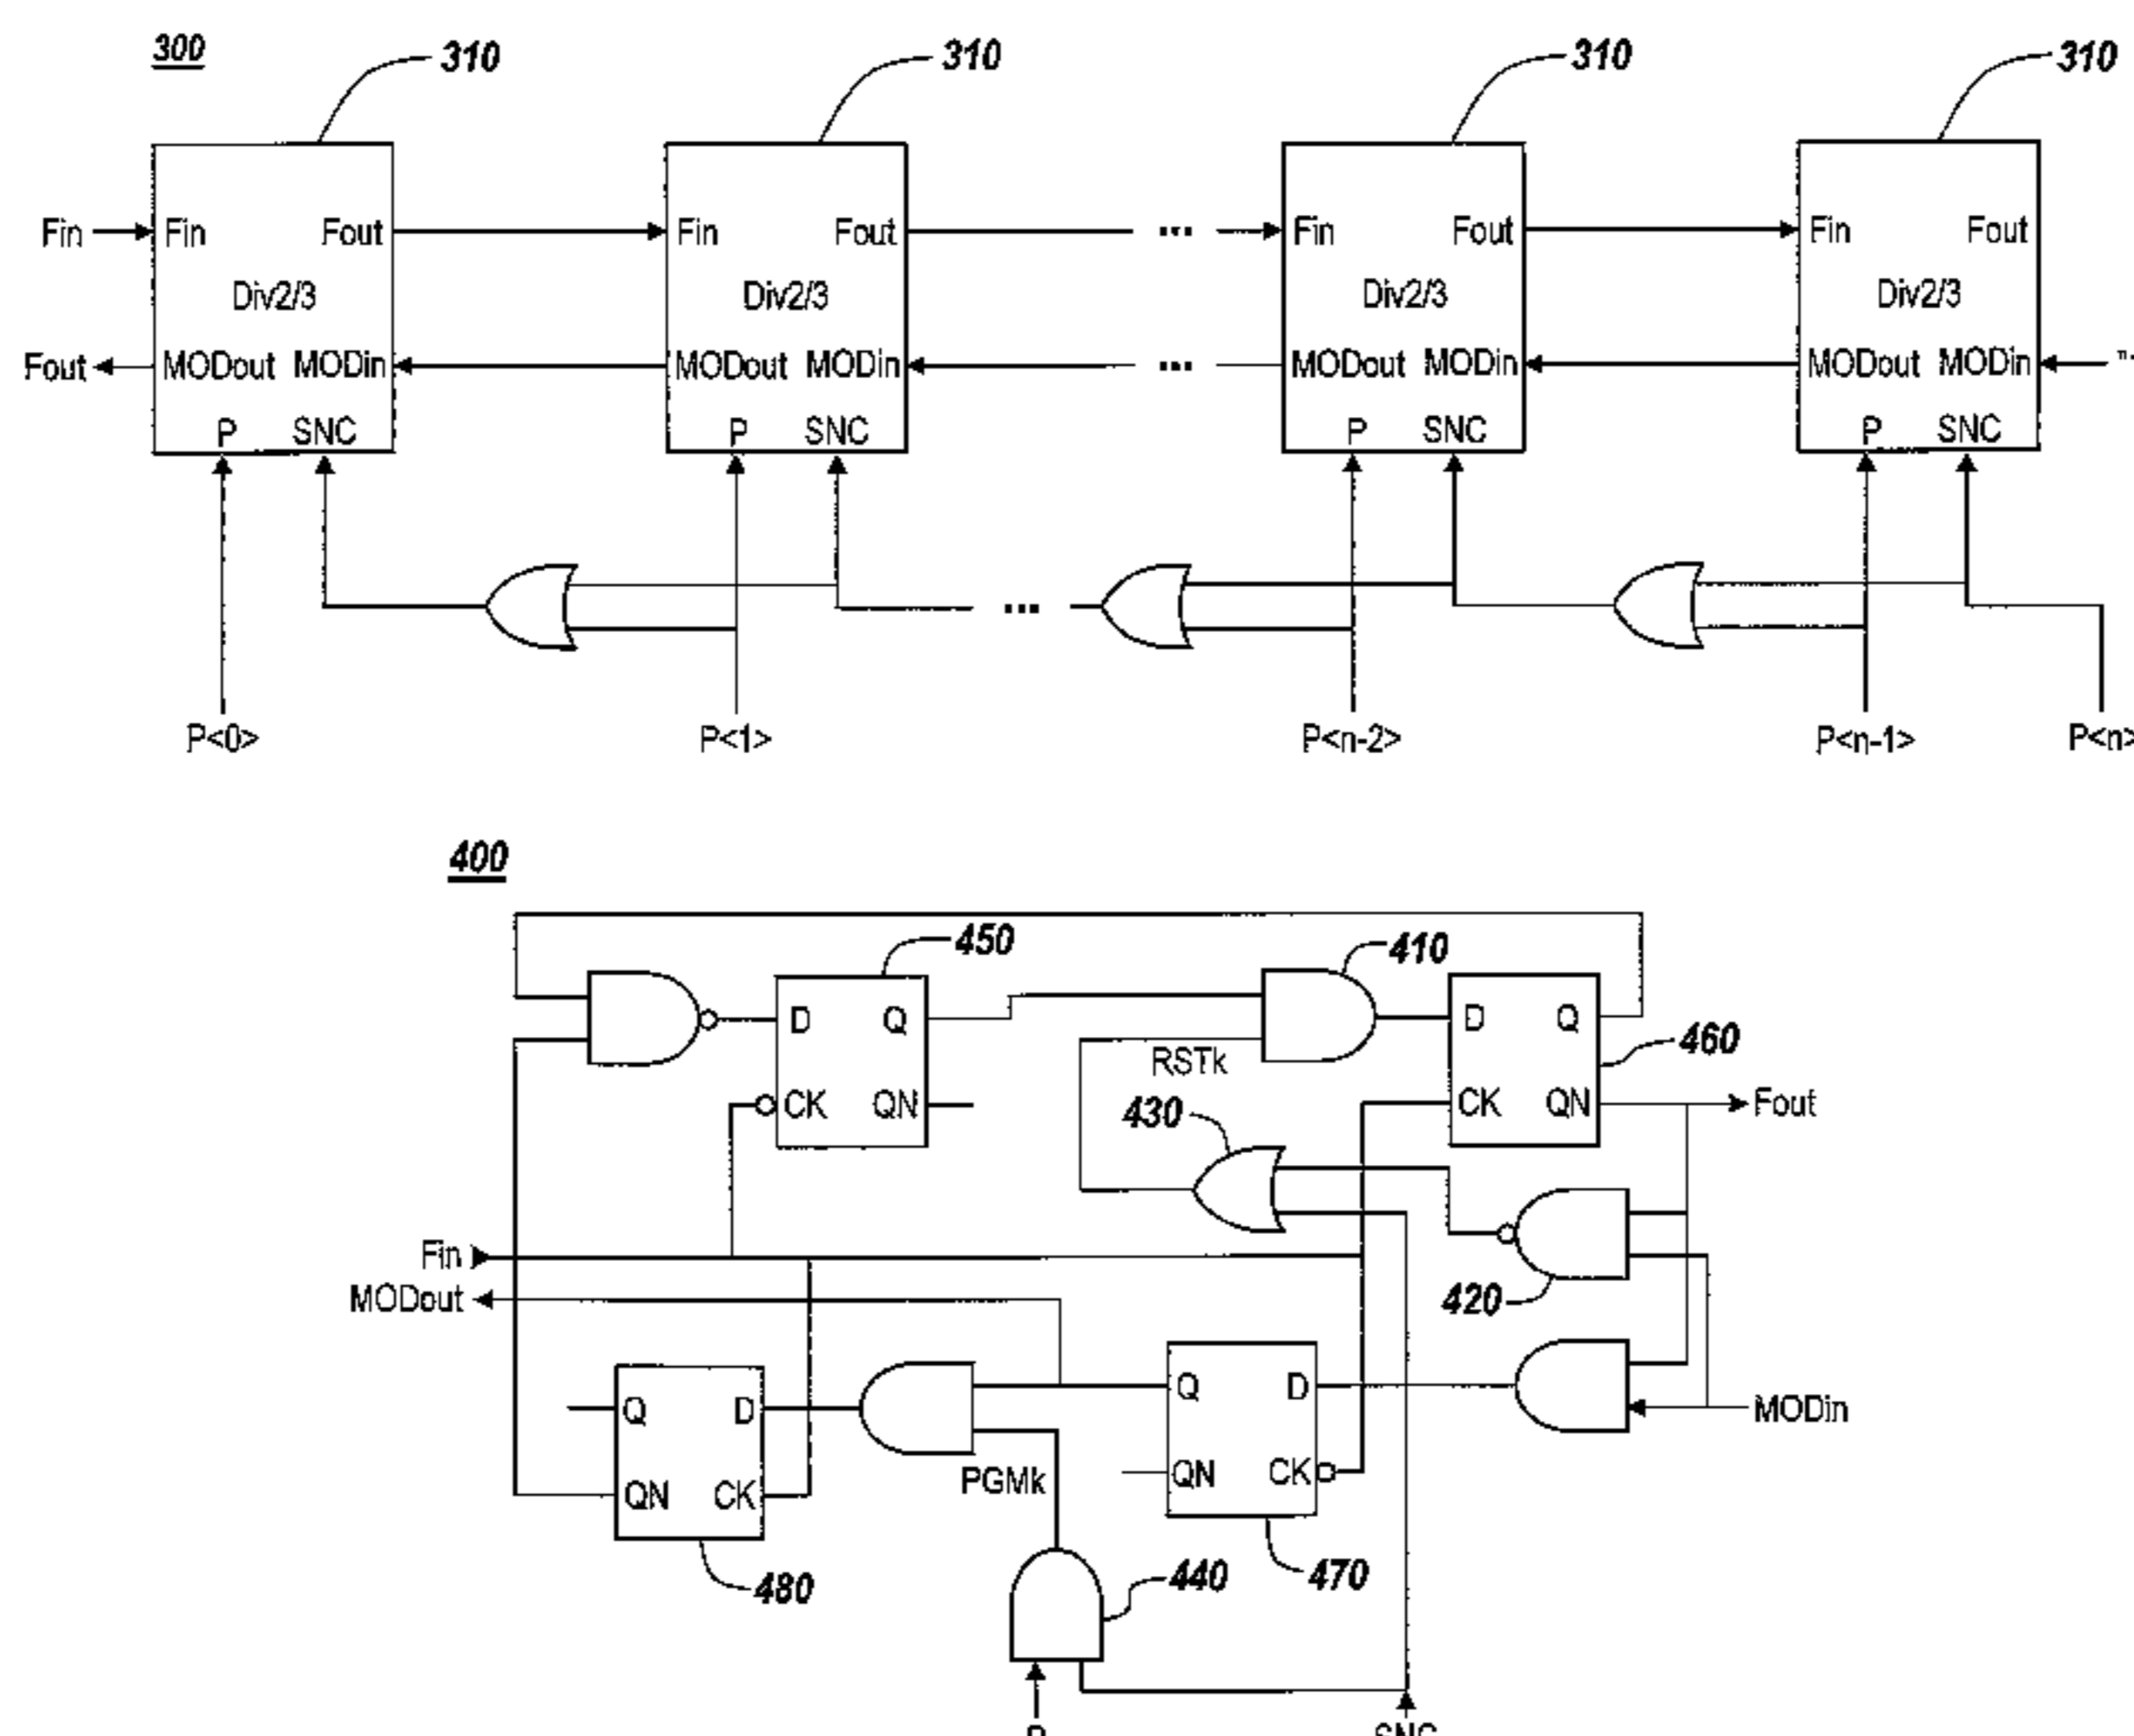 300
310 310 310 310
Fin Fin Fout Fin Fout ... Fin Fout Fin Fout
Div2/3 Div2/3 Div2/3 Div2/3
Fout MODout MODin MODout MODin ... MODout MODin MODout MODin
P SNC P SNC P SNC P SNC
...
P<0> P<1> P<n-2> P<n-1> P<n>
400
450 410
D Q D Q
460
RSTk
CK QN CK QN Fout
430
Fin
MODout 420
Q D Q D
MODin
PGMk
QN CK QN CK
480 440 470
P SNC